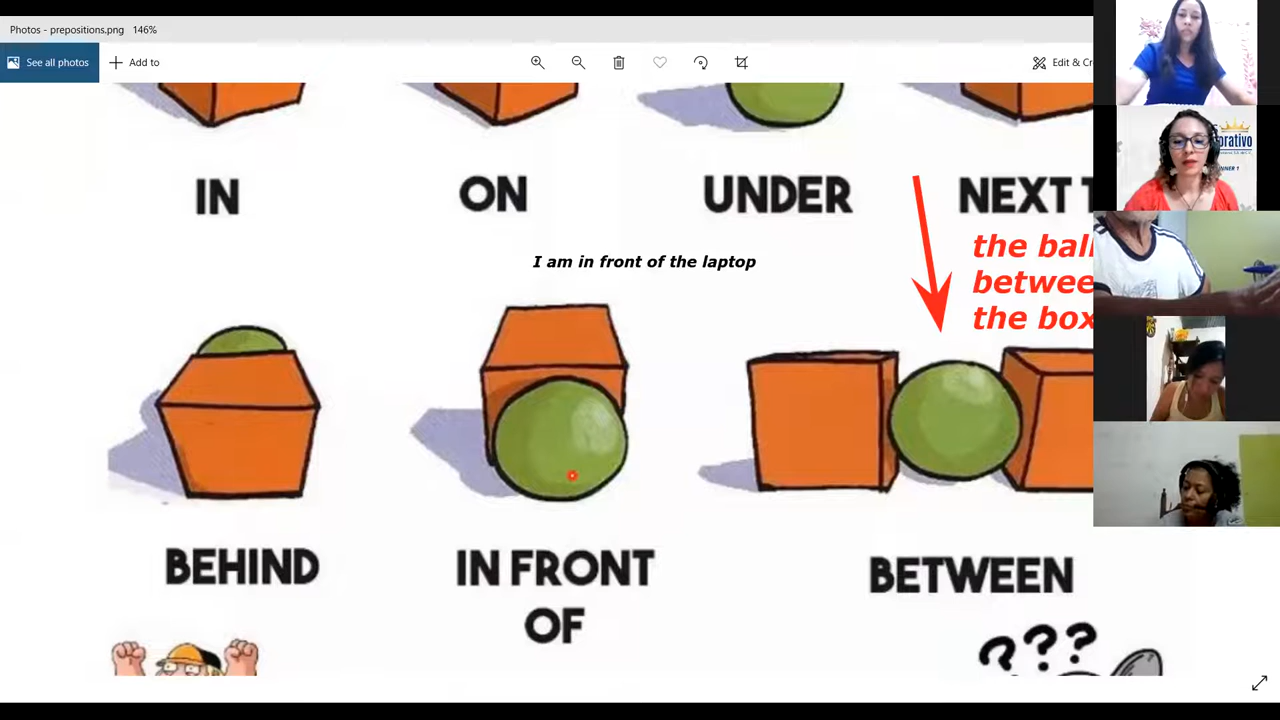 Photos - prepositions.png 146%
See all photos
Add to
Edit & Cr
IN
ON
UNDER
NEXT T
I am in front of the laptop
the ball
betwee
the box
BEHIND
IN FRONT
OF
BETWEEN
???
orativo